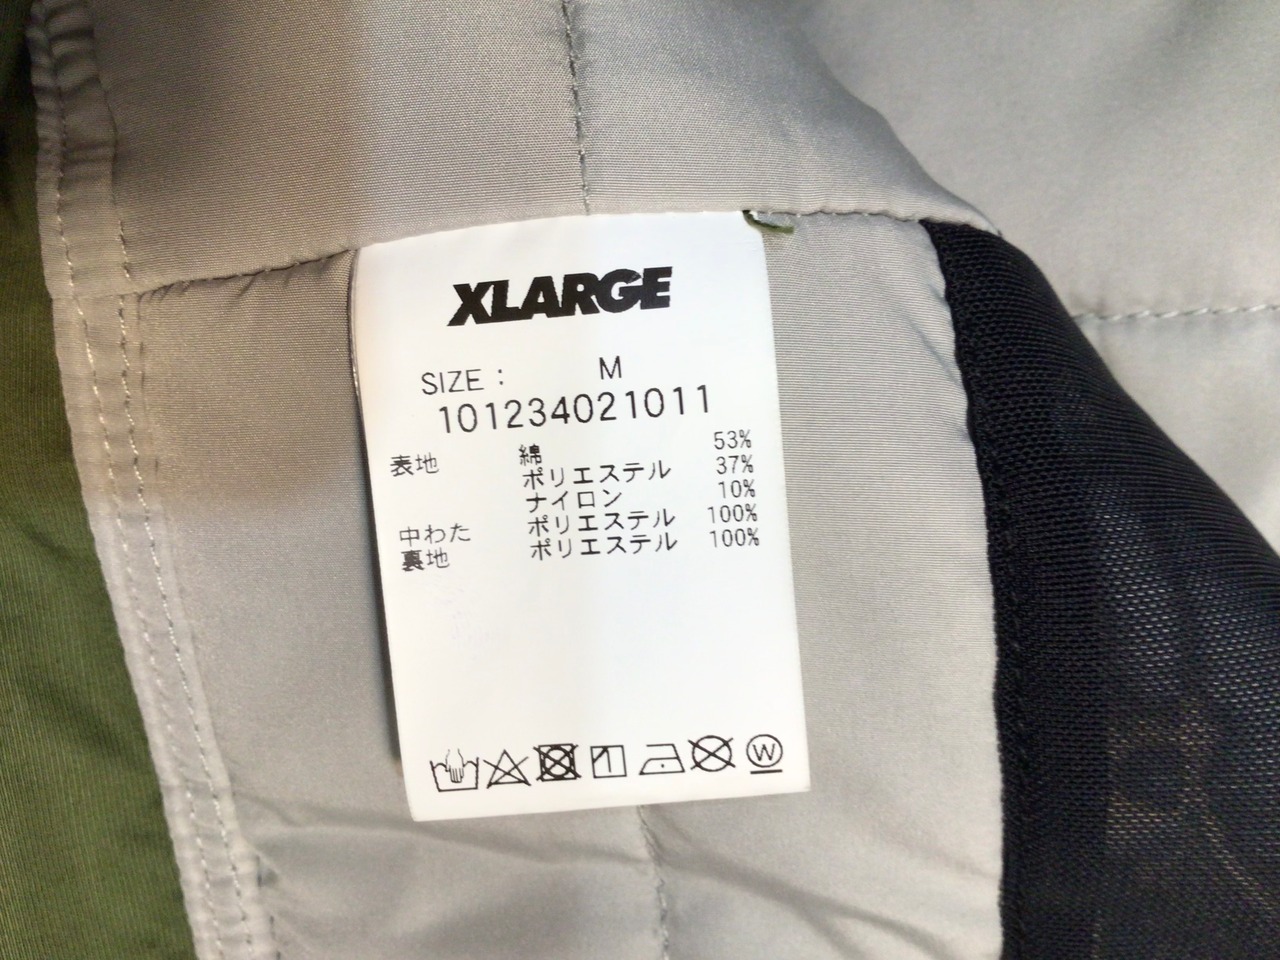 XLARGE
SIZE : M
101234021011
表地 綿 53%
ポリエステル 37%
ナイロン 10%
中わた ポリエステル 100%
裏地 ポリエステル 100%
W